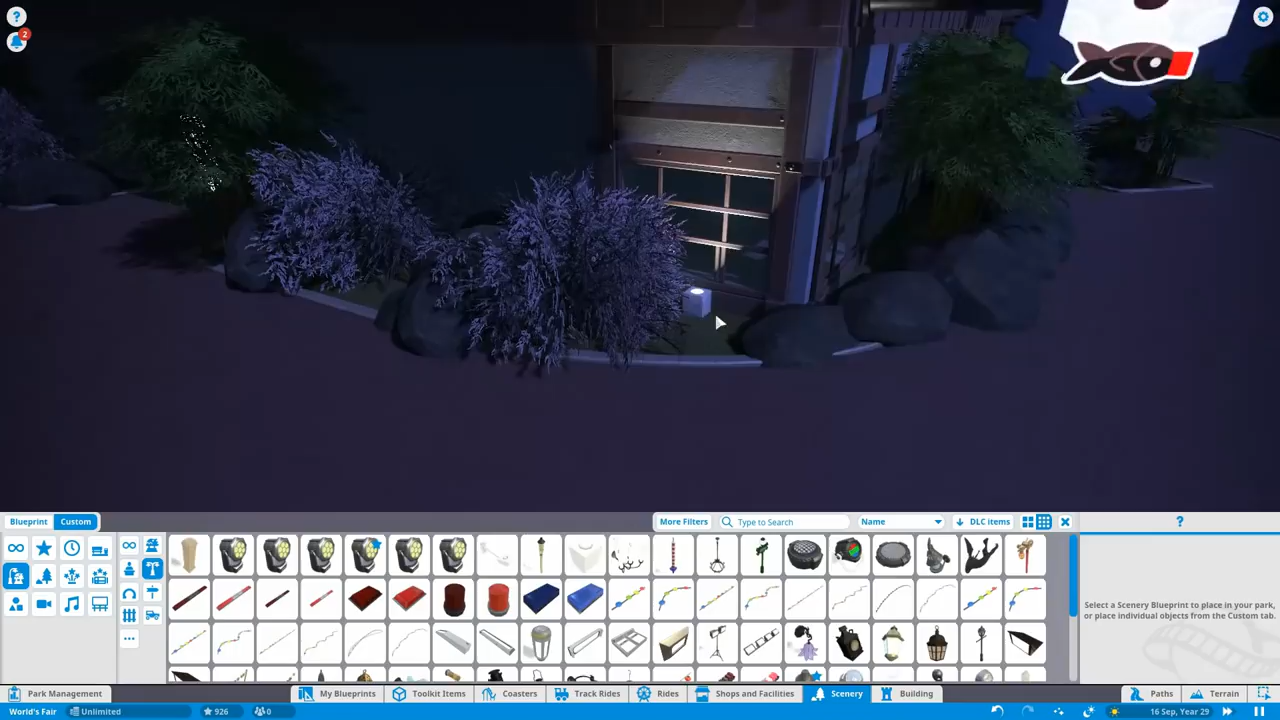 ?
2
Blueprint Custom More Filters Type to Search Name DLC items ?
Select a Scenery Blueprint to place in your park,
or place individual objects from the Custom tab.
Park Management My Blueprints Toolkit Items Coasters Track Rides Rides Shops and Facilities Scenery Building Paths Terrain
World's Fair Unlimited 926 0 16 Sep, Year 29